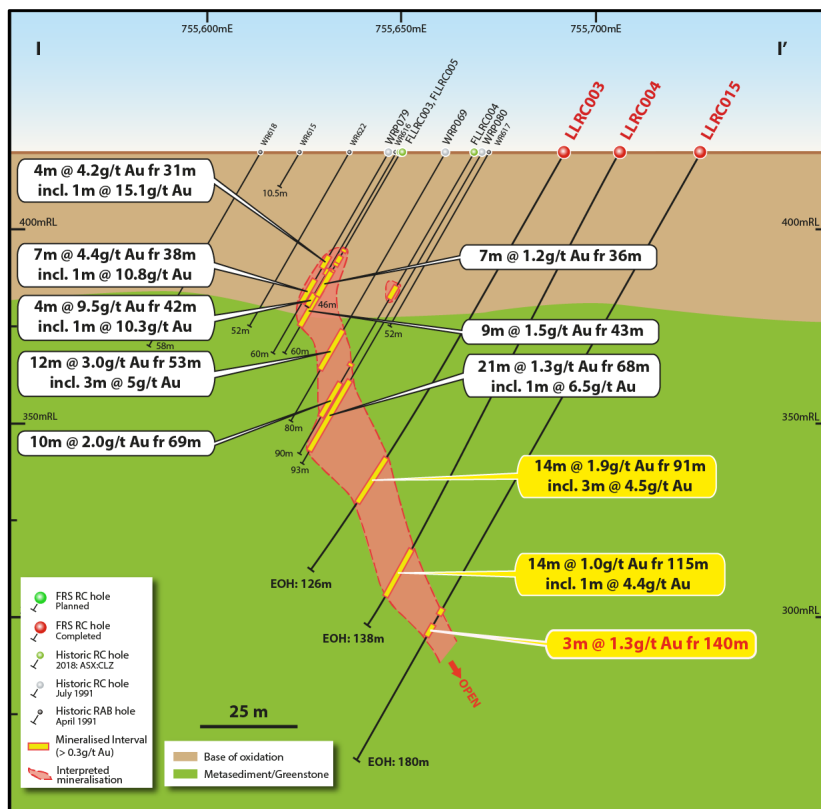 755,600mE
755,650mE
755,700mE
I
I'
WR618
WR615
WR622
WRP079
WR616
FLLRC003, FLLRC005
WRP069
FLLRC004
WRP080
WR617
LLRC003
LLRC004
LLRC015
10.5m
4m @ 4.2g/t Au fr 31m
incl. 1m @ 15.1g/t Au
400mRL
400mRL
7m @ 4.4g/t Au fr 38m
incl. 1m @ 10.8g/t Au
7m @ 1.2g/t Au fr 36m
4m @ 9.5g/t Au fr 42m
incl. 1m @ 10.3g/t Au
46m
9m @ 1.5g/t Au fr 43m
52m
52m
58m
60m
60m
12m @ 3.0g/t Au fr 53m
incl. 3m @ 5g/t Au
21m @ 1.3g/t Au fr 68m
incl. 1m @ 6.5g/t Au
350mRL
350mRL
80m
10m @ 2.0g/t Au fr 69m
90m
93m
14m @ 1.9g/t Au fr 91m
incl. 3m @ 4.5g/t Au
EOH: 126m
14m @ 1.0g/t Au fr 115m
incl. 1m @ 4.4g/t Au
300mRL
EOH: 138m
3m @ 1.3g/t Au fr 140m
OPEN
EOH: 180m
FRS RC hole
Planned
FRS RC hole
Completed
Historic RC hole
2018: ASX:CLZ
Historic RC hole
July 1991
Historic RAB hole
April 1991
Mineralised Interval
(> 0.3g/t Au)
Interpreted
mineralisation
25 m
Base of oxidation
Metasediment/Greenstone